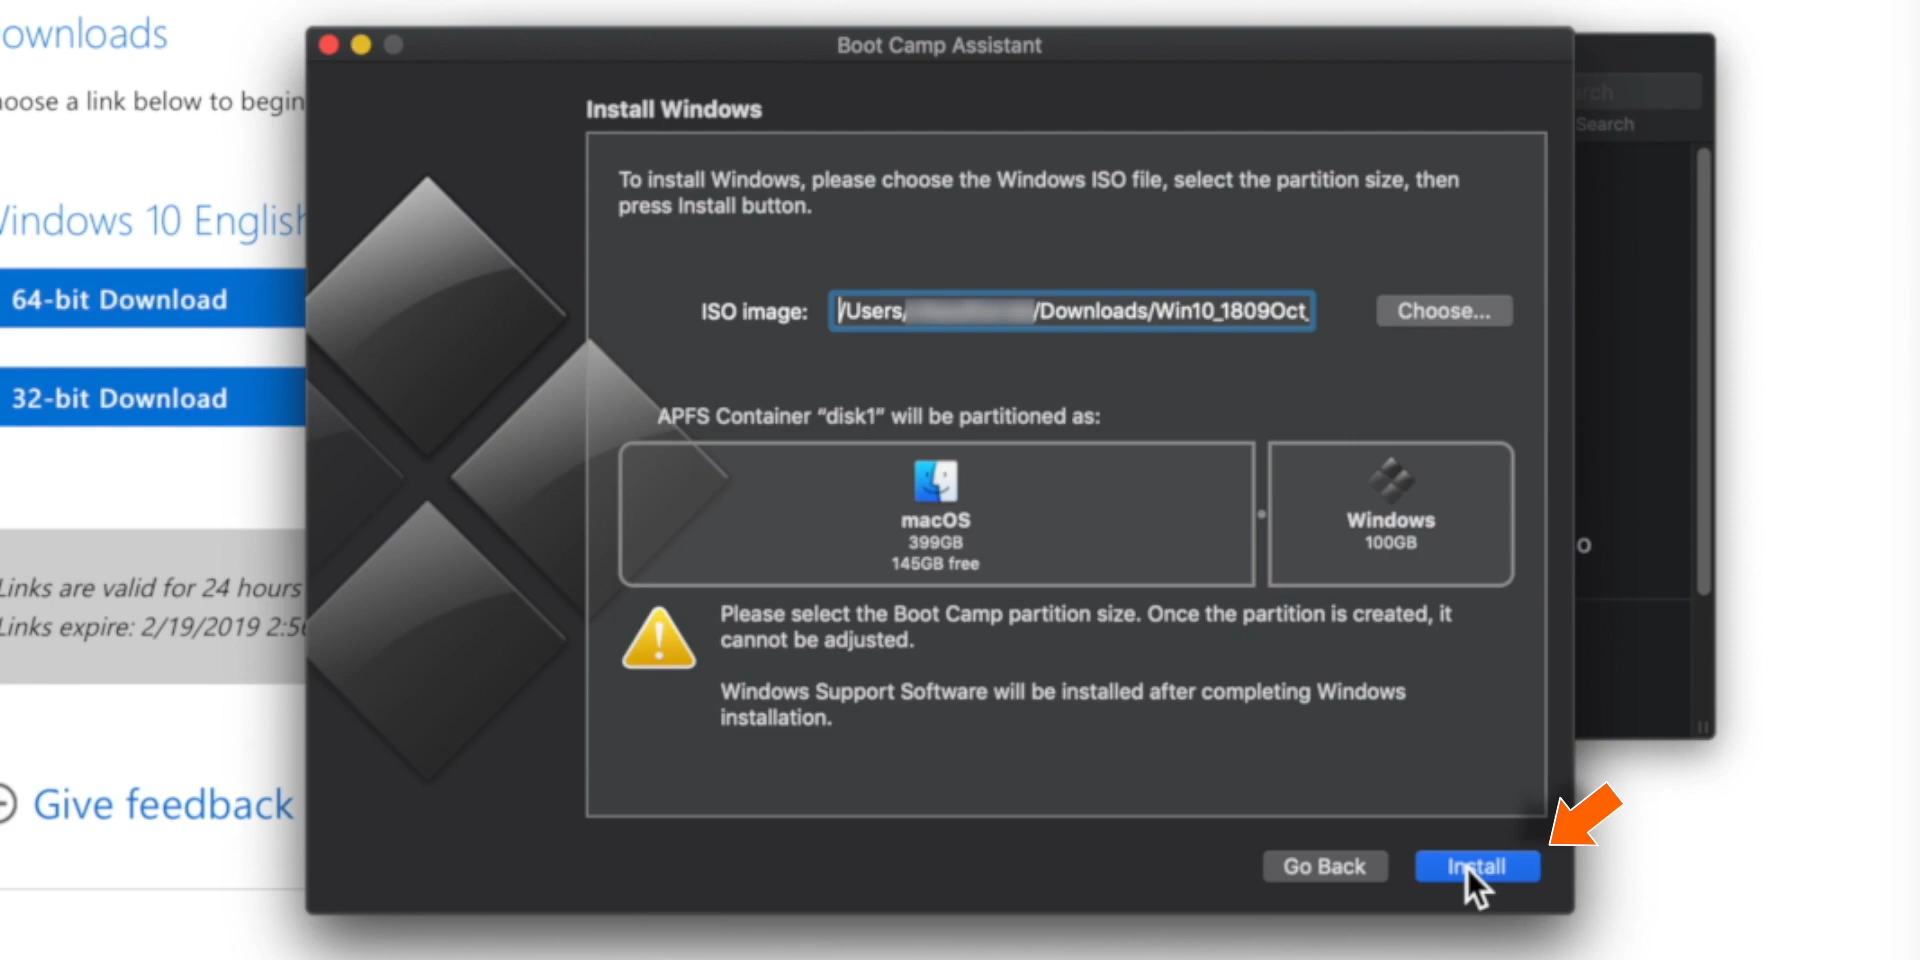 ownloads
oose a link below to begin
Windows 10 English
64-bit Download
32-bit Download
Links are valid for 24 hours
Links expire: 2/19/2019 2:5
Give feedback
Boot Camp Assistant
Install Windows
To install Windows, please choose the Windows ISO file, select the partition size, then
press Install button.
ISO image: /Users/ /Downloads/Win10_1809Oct_ Choose...
APFS Container “disk1” will be partitioned as:
macOS
399GB
145GB free
Windows
100GB
Please select the Boot Camp partition size. Once the partition is created, it
cannot be adjusted.
Windows Support Software will be installed after completing Windows
installation.
Go Back Install
rch
Search
o